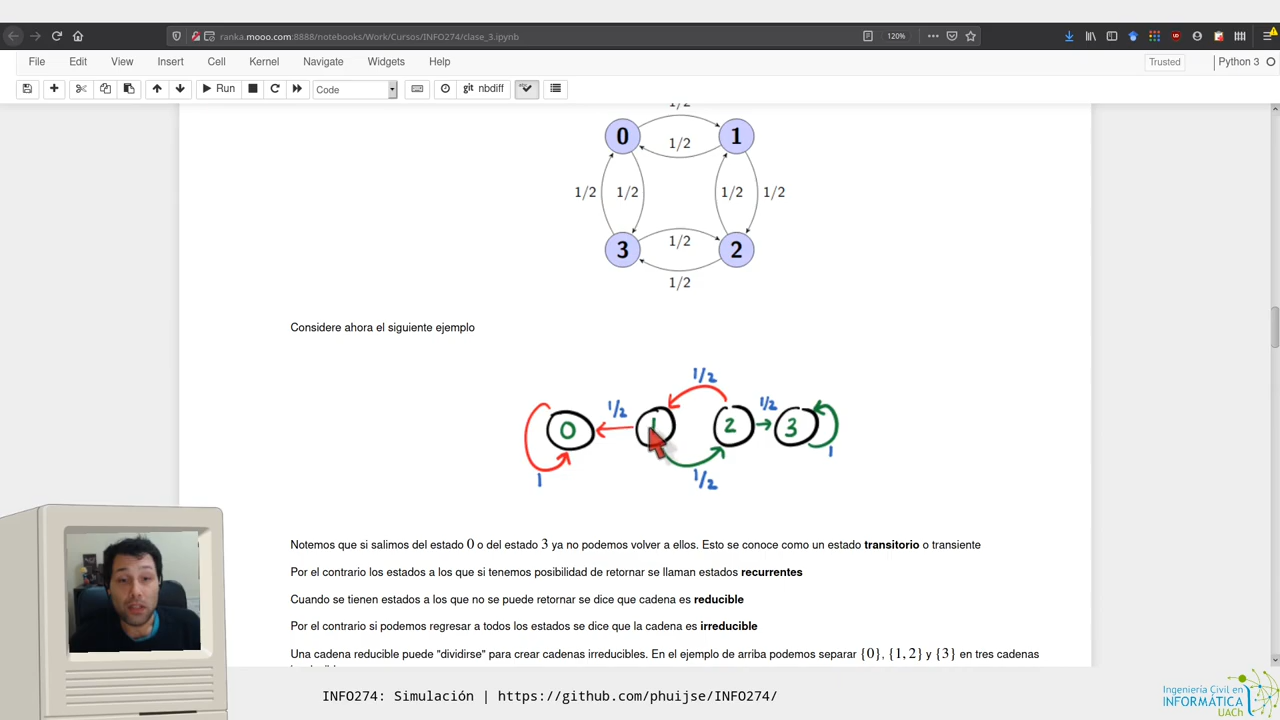 ranka.mooo.com:8888/notebooks/Work/Cursos/INFO274/clase_3.ipynb
120%
File Edit View Insert Cell Kernel Navigate Widgets Help
Trusted
Python 3
Run
Code
nbdiff
1/2
0
1
1/2
1/2
1/2
1/2
1/2
1/2
3
2
1/2
Considere ahora el siguiente ejemplo
1/2
1/2
1/2
0
1
2
3
1
1/2
1
Notemos que si salimos del estado 0 o del estado 3 ya no podemos volver a ellos. Esto se conoce como un estado transitorio o transiente
Por el contrario los estados a los que si tenemos posibilidad de retornar se llaman estados recurrentes
Cuando se tienen estados a los que no se puede retornar se dice que cadena es reducible
Por el contrario si podemos regresar a todos los estados se dice que la cadena es irreducible
Una cadena reducible puede "dividirse" para crear cadenas irreducibles. En el ejemplo de arriba podemos separar {0}, {1, 2} y {3} en tres cadenas
INFO274: Simulación | https://github.com/phuijse/INFO274/
Ingeniería Civil en
INFORMÁTICA
UACh